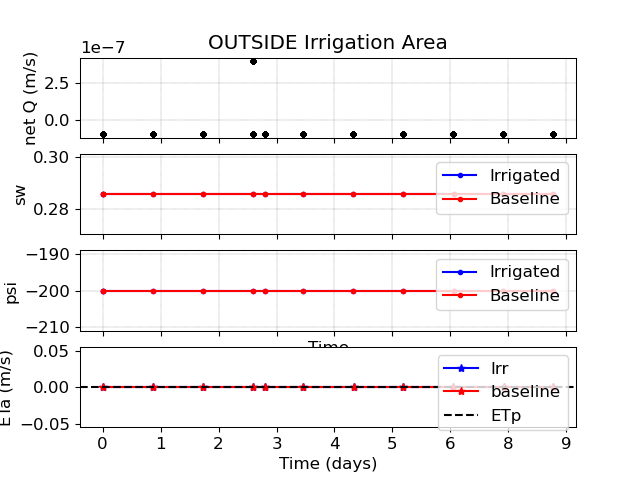 OUTSIDE Irrigation Area
1e−7
net Q (m/s)
2.5
0.0
sw
0.30
0.28
Irrigated
Baseline
psi
−190
−200
−210
Irrigated
Baseline
Time
ETa (m/s)
0.05
0.00
−0.05
Irr
baseline
ETp
0 1 2 3 4 5 6 7 8 9
Time (days)